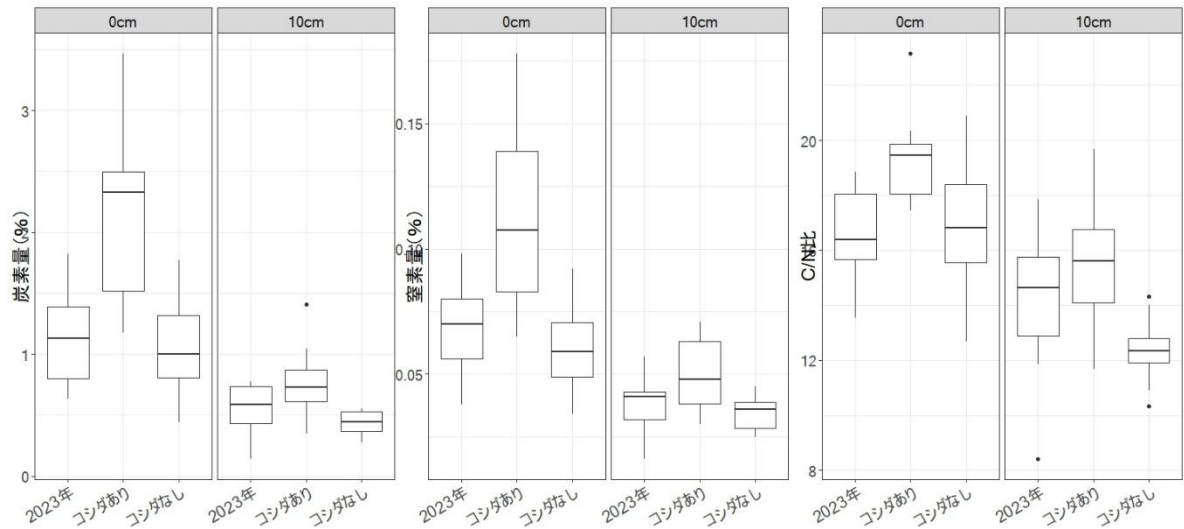 0cm
10cm
炭素量(%)
3
1
0
2023年
コシダあり
コシダなし
2023年
コシダあり
コシダなし
0cm
10cm
窒素量(%)
0.15
0.10
0.05
2023年
コシダあり
コシダなし
2023年
コシダあり
コシダなし
0cm
10cm
C/N比
20
12
8
2023年
コシダあり
コシダなし
2023年
コシダあり
コシダなし